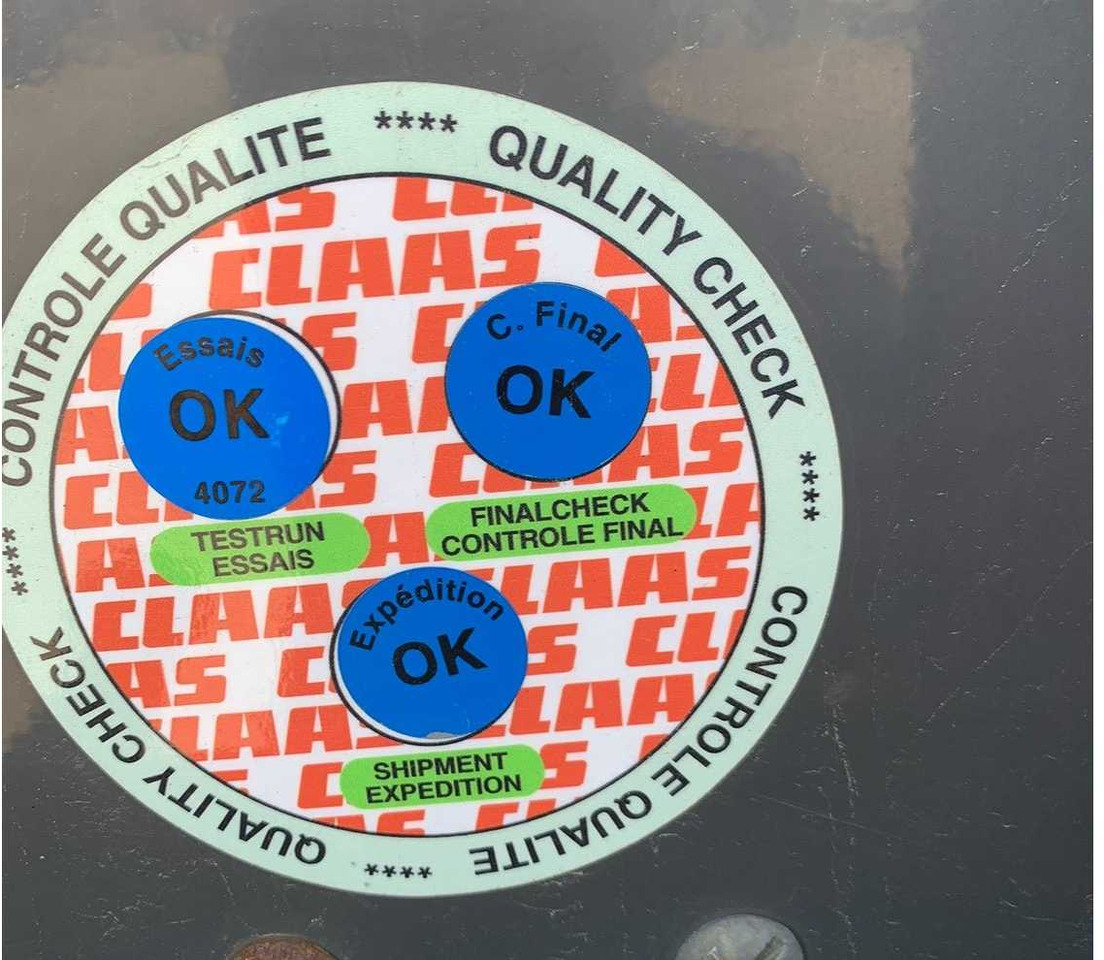 CONTROLE QUALITE **** QUALITY CHECK ****
CONTROLE QUALITE **** QUALITY CHECK ****
CLAAS
Essais
OK
4072
TESTRUN
ESSAIS
C. Final
OK
FINALCHECK
CONTROLE FINAL
Expédition
OK
SHIPMENT
EXPEDITION